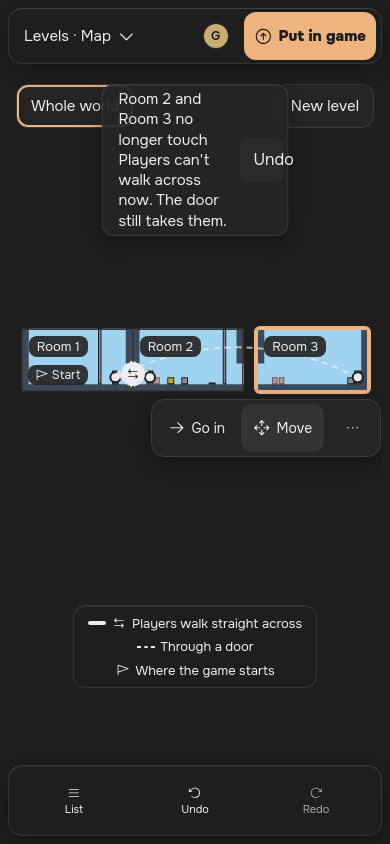 Levels · Map
G
Put in game
Whole wor
New level
Room 2 and
Room 3 no
longer touch
Players can't
walk across
now. The door
still takes them.
Undo
Room 1
Room 2
Room 3
Start
Go in
Move
...
Players walk straight across
Through a door
Where the game starts
List
Undo
Redo